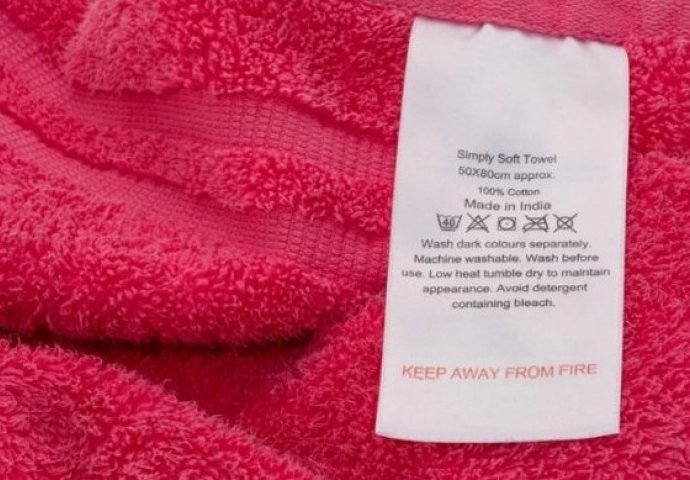 Simply Soft Towel
50X80cm approx.
100% Cotton
Made in India
40
Wash dark colours separately.
Machine washable. Wash before
use. Low heat tumble dry to maintain
appearance. Avoid detergent
containing bleach.
KEEP AWAY FROM FIRE